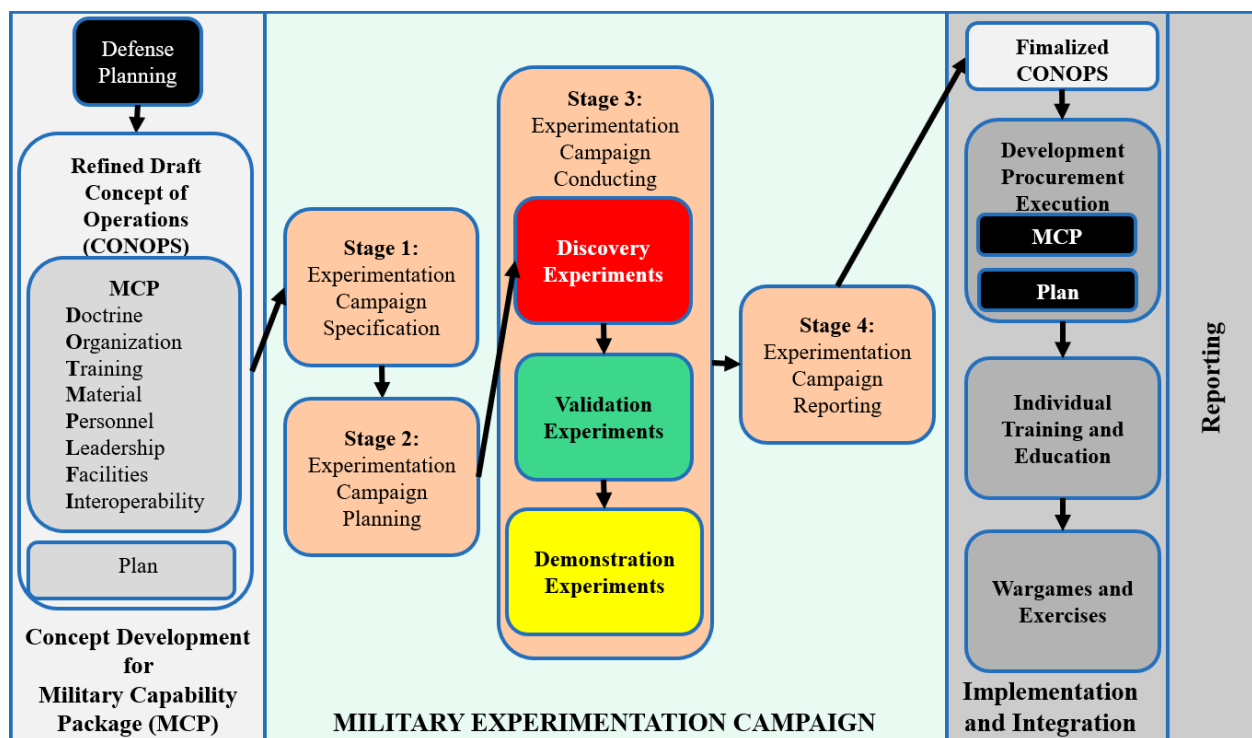 Defense
Planning
Refined Draft
Concept of
Operations
(CONOPS)
MCP
Doctrine
Organization
Training
Material
Personnel
Leadership
Facilities
Interoperability
Plan
Concept Development
for
Military Capability
Package (MCP)
Stage 1:
Experimentation
Campaign
Specification
Stage 2:
Experimentation
Campaign
Planning
Stage 3:
Experimentation
Campaign
Conducting
Discovery
Experiments
Validation
Experiments
Demonstration
Experiments
Stage 4:
Experimentation
Campaign
Reporting
MILITARY EXPERIMENTATION CAMPAIGN
Fimalized
CONOPS
Development
Procurement
Execution
MCP
Plan
Individual
Training and
Education
Wargames and
Exercises
Implementation
and Integration
Reporting